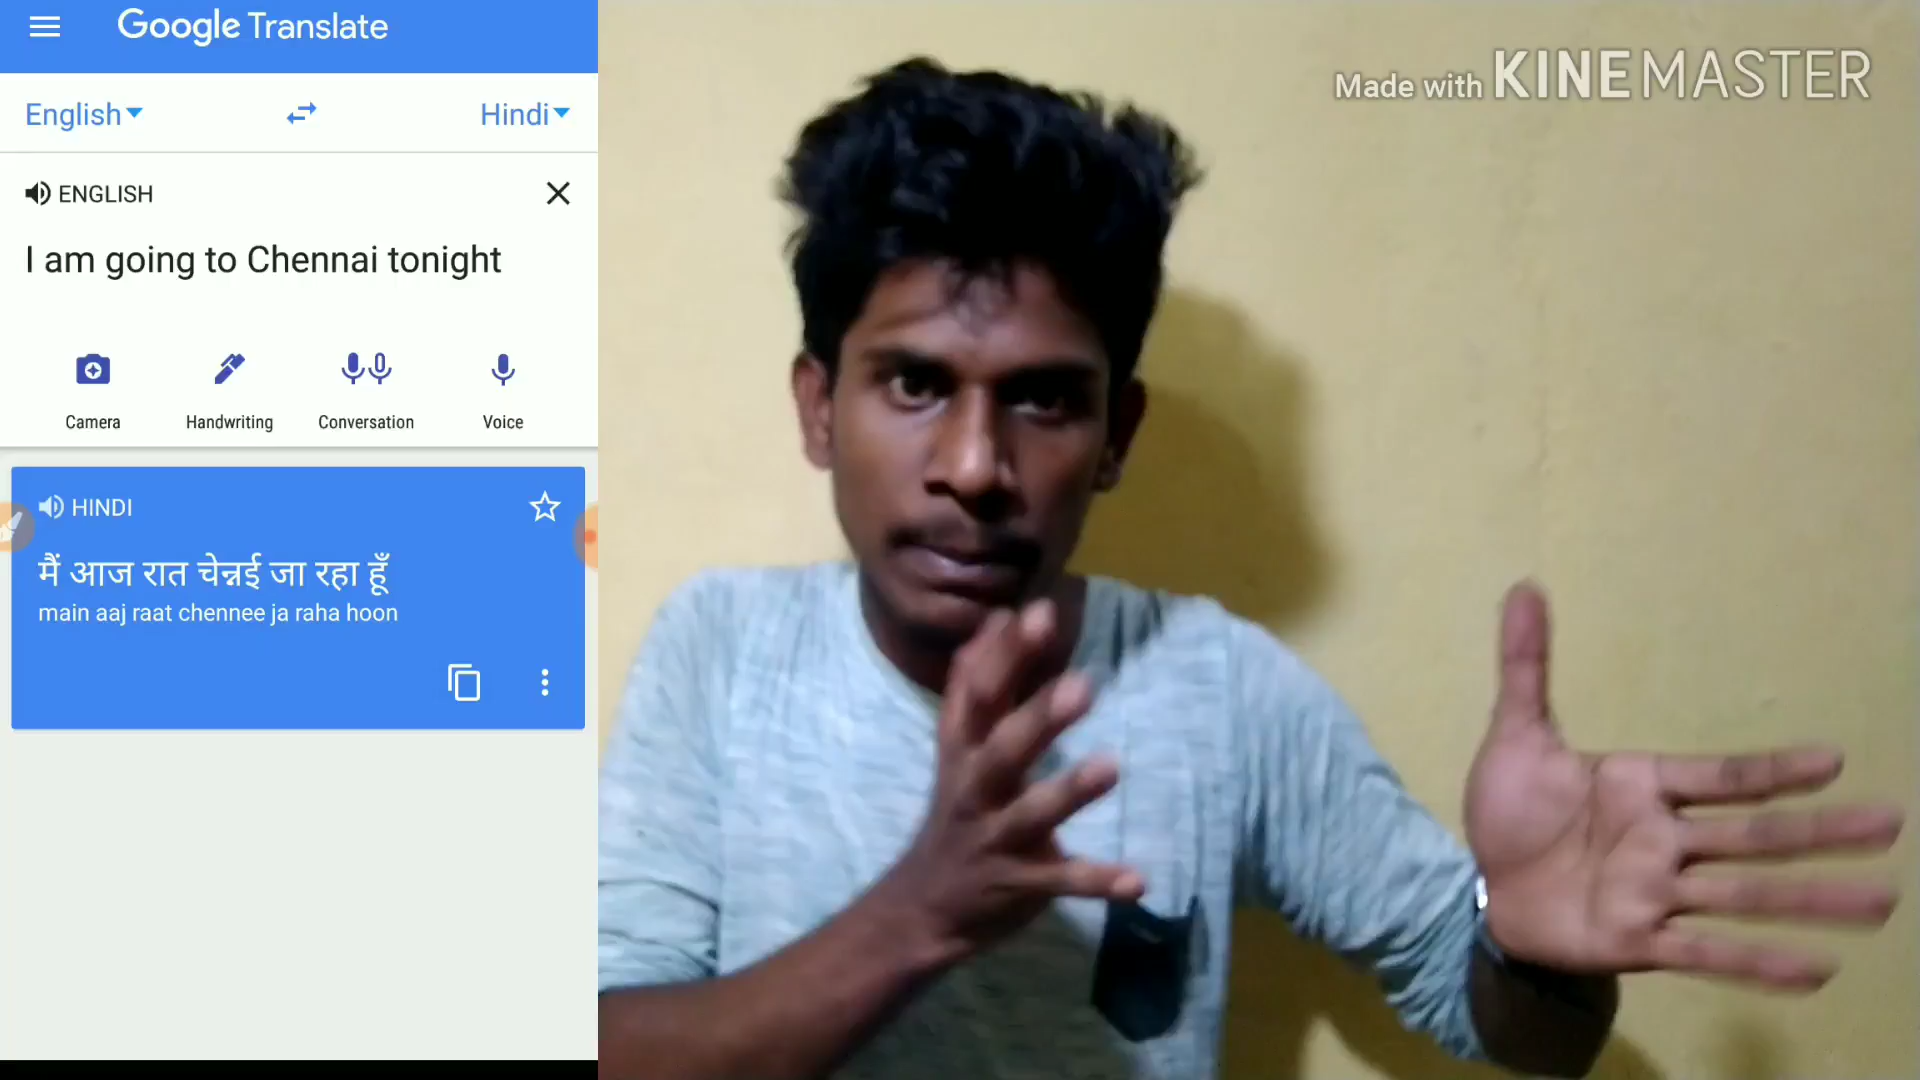 Google Translate
English
Hindi
ENGLISH
I am going to Chennai tonight
Camera
Handwriting
Conversation
Voice
HINDI
मैं आज रात चेन्नई जा रहा हूँ
main aaj raat chennee ja raha hoon
Made with KINEMASTER